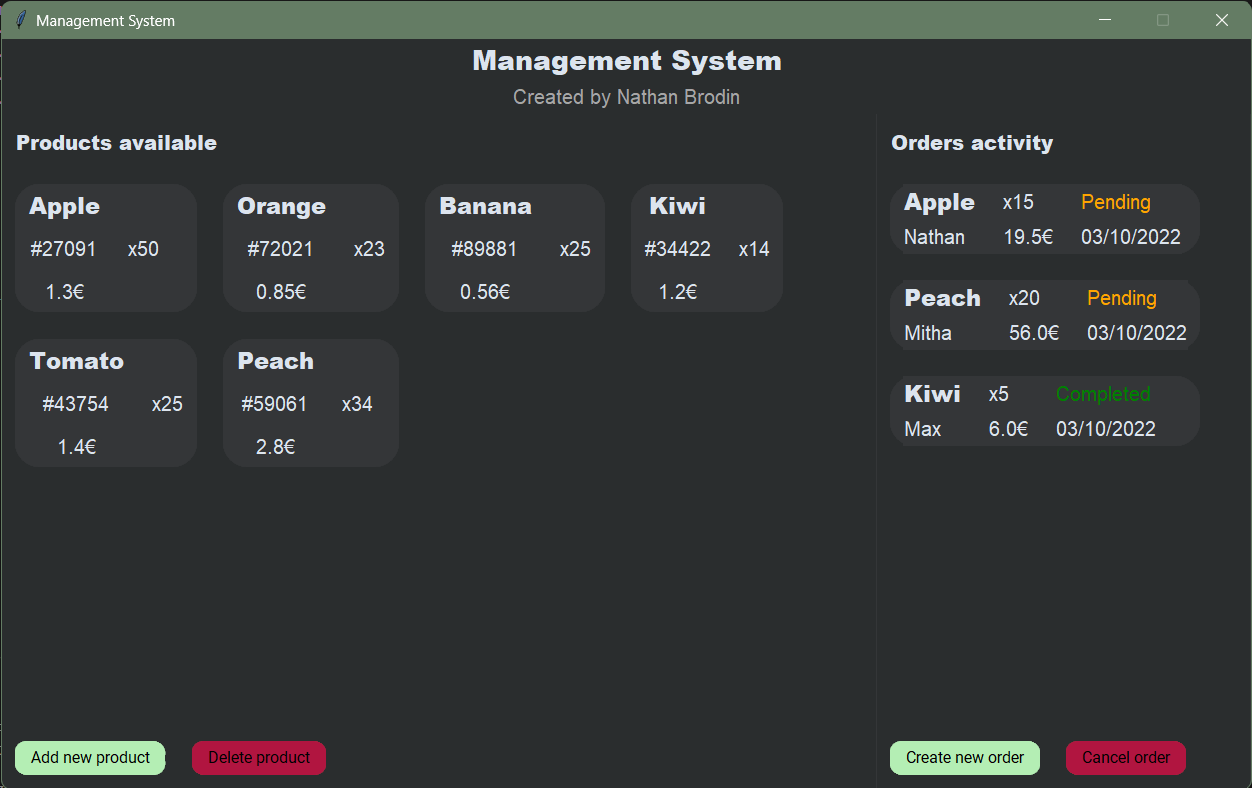 Management System
Management System
Created by Nathan Brodin
Products available
Apple
#27091 x50
1.3€
Orange
#72021 x23
0.85€
Banana
#89881 x25
0.56€
Kiwi
#34422 x14
1.2€
Tomato
#43754 x25
1.4€
Peach
#59061 x34
2.8€
Add new product
Delete product
Orders activity
Apple x15 Pending
Nathan 19.5€ 03/10/2022
Peach x20 Pending
Mitha 56.0€ 03/10/2022
Kiwi x5 Completed
Max 6.0€ 03/10/2022
Create new order
Cancel order